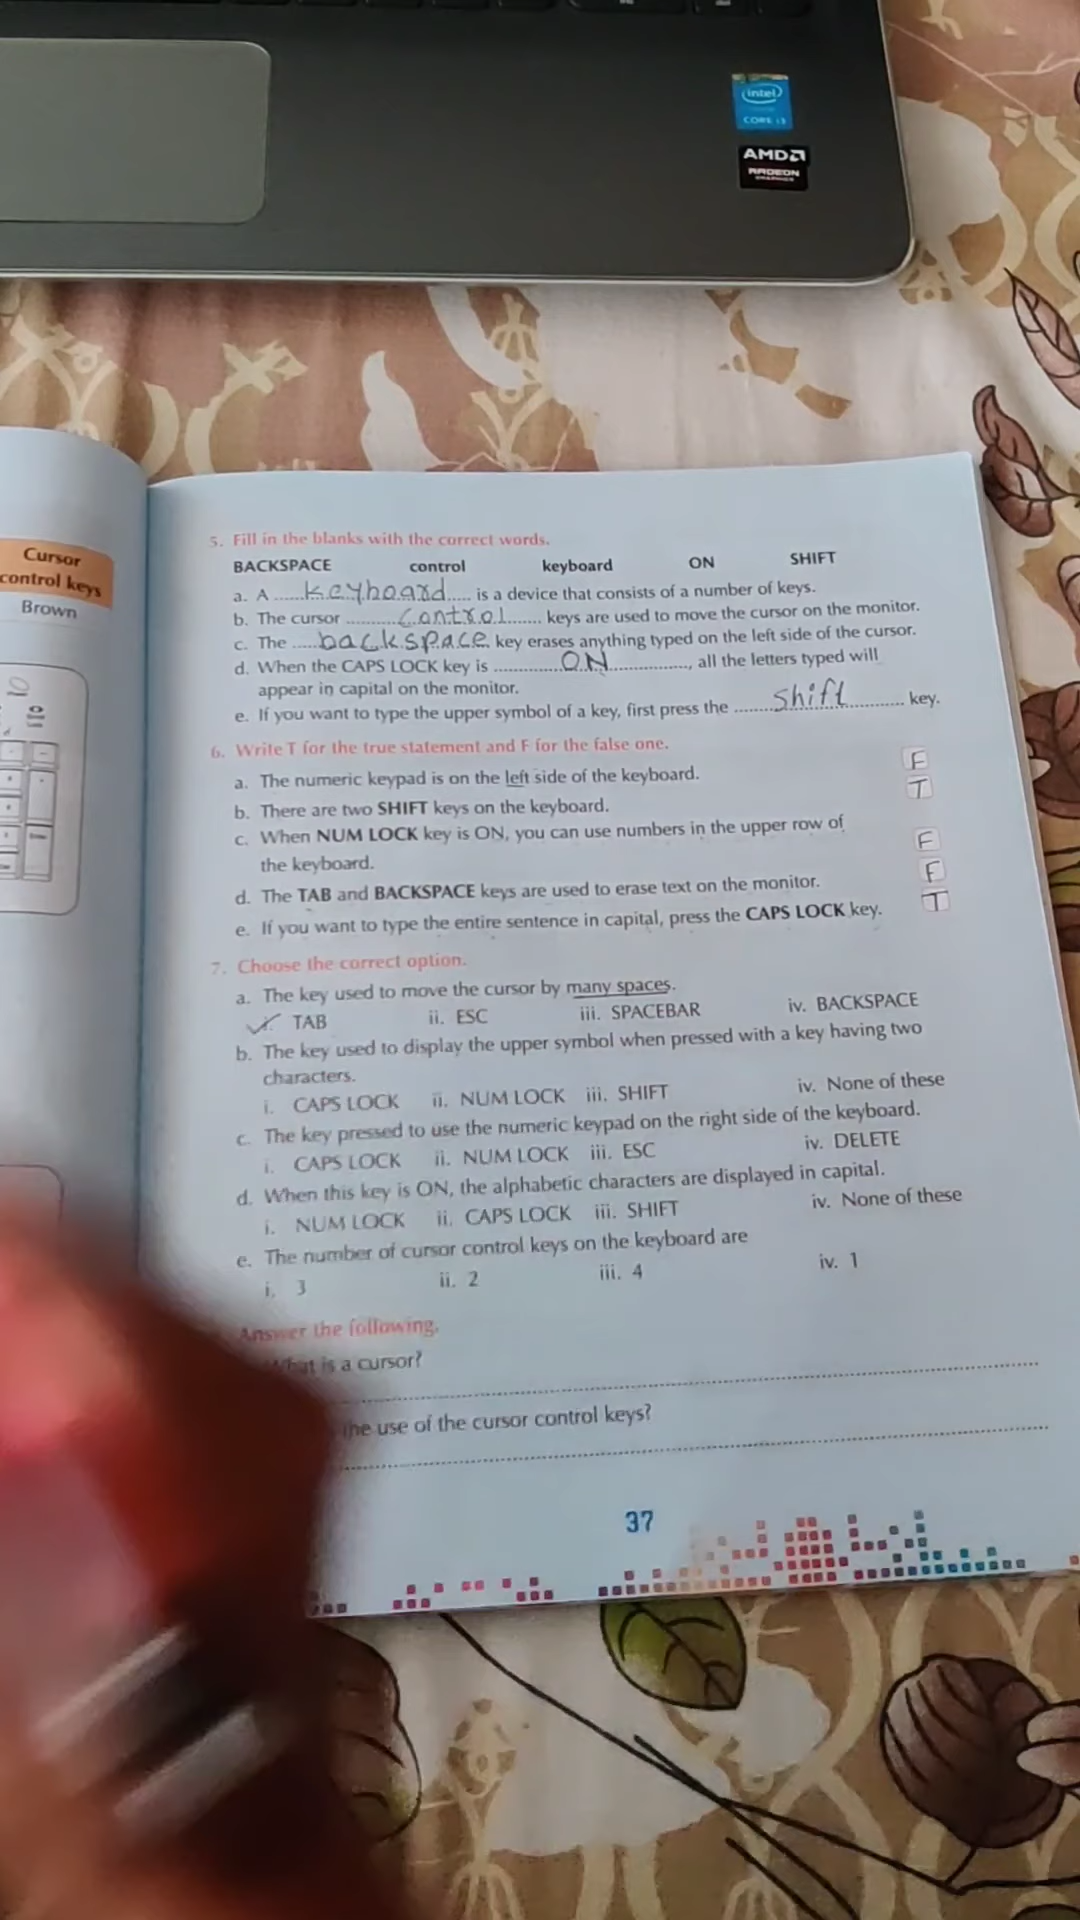 intel
CORE i3
AMD
RADEON
GRAPHICS
Cursor
control keys
Brown
5. Fill in the blanks with the correct words.
BACKSPACE control keyboard ON SHIFT
a. A ......keyboard..... is a device that consists of a number of keys.
b. The cursor ..........control....... keys are used to move the cursor on the monitor.
c. The .....backspace. key erases anything typed on the left side of the cursor.
d. When the CAPS LOCK key is .............ON................, all the letters typed will
appear in capital on the monitor.
e. If you want to type the upper symbol of a key, first press the ........shift............ key.
6. Write T for the true statement and F for the false one.
a. The numeric keypad is on the left side of the keyboard. F
b. There are two SHIFT keys on the keyboard. T
c. When NUM LOCK key is ON, you can use numbers in the upper row of
the keyboard. F
d. The TAB and BACKSPACE keys are used to erase text on the monitor. F
e. If you want to type the entire sentence in capital, press the CAPS LOCK key. T
7. Choose the correct option.
a. The key used to move the cursor by many spaces.
✓i. TAB ii. ESC iii. SPACEBAR iv. BACKSPACE
b. The key used to display the upper symbol when pressed with a key having two
characters.
i. CAPS LOCK ii. NUM LOCK iii. SHIFT iv. None of these
c. The key pressed to use the numeric keypad on the right side of the keyboard.
i. CAPS LOCK ii. NUM LOCK iii. ESC iv. DELETE
d. When this key is ON, the alphabetic characters are displayed in capital.
i. NUM LOCK ii. CAPS LOCK iii. SHIFT iv. None of these
e. The number of cursor control keys on the keyboard are
i. 3 ii. 2 iii. 4 iv. 1
Answer the following.
What is a cursor?
the use of the cursor control keys?
37